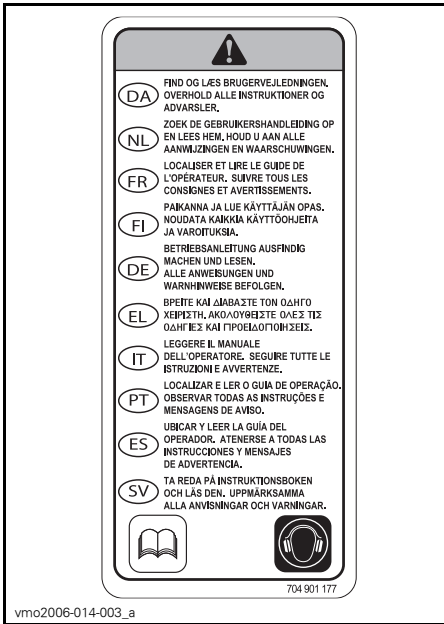 DA
FIND OG LÆS BRUGERVEJLEDNINGEN.
OVERHOLD ALLE INSTRUKTIONER OG
ADVARSLER.
NL
ZOEK DE GEBRUIKERSHANDLEIDING OP
EN LEES HEM. HOUD U AAN ALLE
AANWIJZINGEN EN WAARSCHUWINGEN.
FR
LOCALISER ET LIRE LE GUIDE DE
L'OPÉRATEUR. SUIVRE TOUS LES
CONSIGNES ET AVERTISSEMENTS.
FI
PAIKANNA JA LUE KÄYTTÄJÄN OPAS.
NOUDATA KAIKKIA KÄYTTÖOHJEITA
JA VAROITUKSIA.
DE
BETRIEBSANLEITUNG AUSFINDIG
MACHEN UND LESEN.
ALLE ANWEISUNGEN UND
WARNHINWEISE BEFOLGEN.
EL
ΒΡΕΙΤΕ ΚΑΙ ΔΙΑΒΑΣΤΕ ΤΟΝ ΟΔΗΓΟ
ΧΕΙΡΙΣΤΗ. ΑΚΟΛΟΥΘΕΙΣΤΕ ΟΛΕΣ ΤΙΣ
ΟΔΗΓΙΕΣ ΚΑΙ ΠΡΟΕΙΔΟΠΟΙΗΣΕΙΣ.
IT
LEGGERE IL MANUALE
DELL'OPERATORE. SEGUIRE TUTTE LE
ISTRUZIONI E AVVERTENZE.
PT
LOCALIZAR E LER O GUIA DE OPERAÇÃO.
OBSERVAR TODAS AS INSTRUÇÕES E
MENSAGENS DE AVISO.
ES
UBICAR Y LEER LA GUÍA DEL
OPERADOR. ATENERSE A TODAS LAS
INSTRUCCIONES Y MENSAJES
DE ADVERTENCIA.
SV
TA REDA PÅ INSTRUKTIONSBOKEN
OCH LÄS DEN. UPPMÄRKSAMMA
ALLA ANVISNINGAR OCH VARNINGAR.
704 901 177
vmo2006-014-003_a